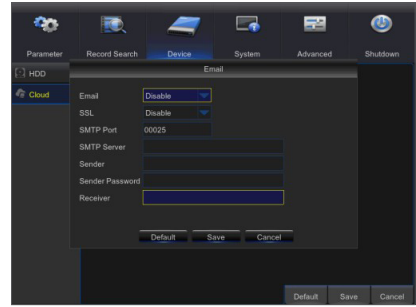 Parameter Record Search Device System Advanced Shutdown
Email
HDD
Cloud
Email Disable
SSL Disable
SMTP Port 00025
SMTP Server
Sender
Sender Password
Receiver
Default Save Cancel
Default Save Cancel